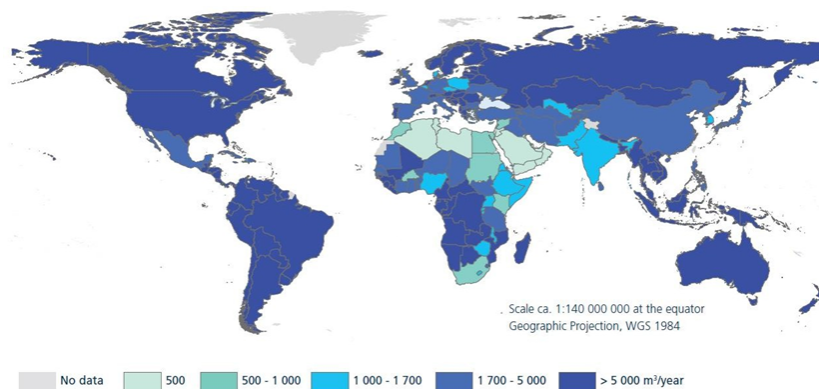 Scale ca. 1:140 000 000 at the equator
Geographic Projection, WGS 1984
No data 500 500 - 1 000 1 000 - 1 700 1 700 - 5 000 > 5 000 m³/year